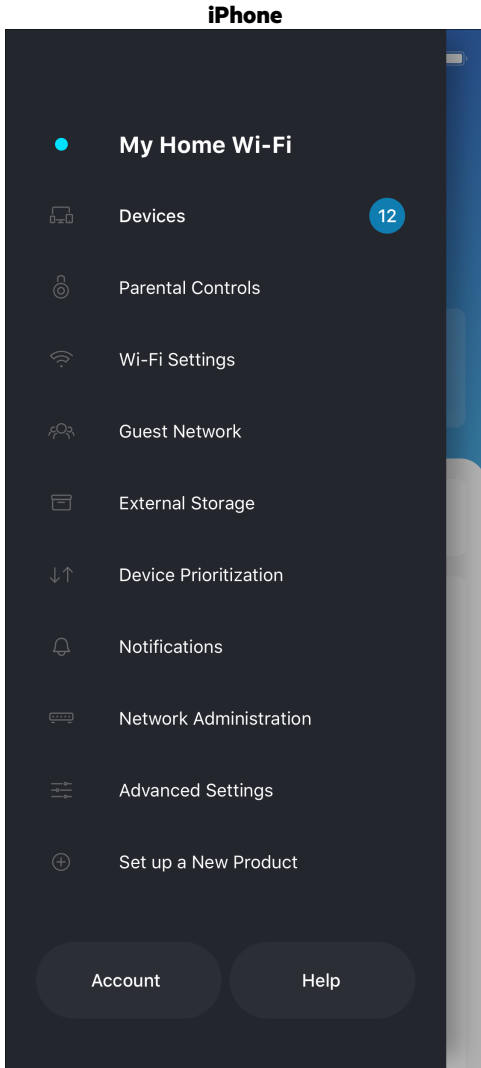 iPhone
My Home Wi-Fi
Devices 12
Parental Controls
Wi-Fi Settings
Guest Network
External Storage
Device Prioritization
Notifications
Network Administration
Advanced Settings
Set up a New Product
Account Help